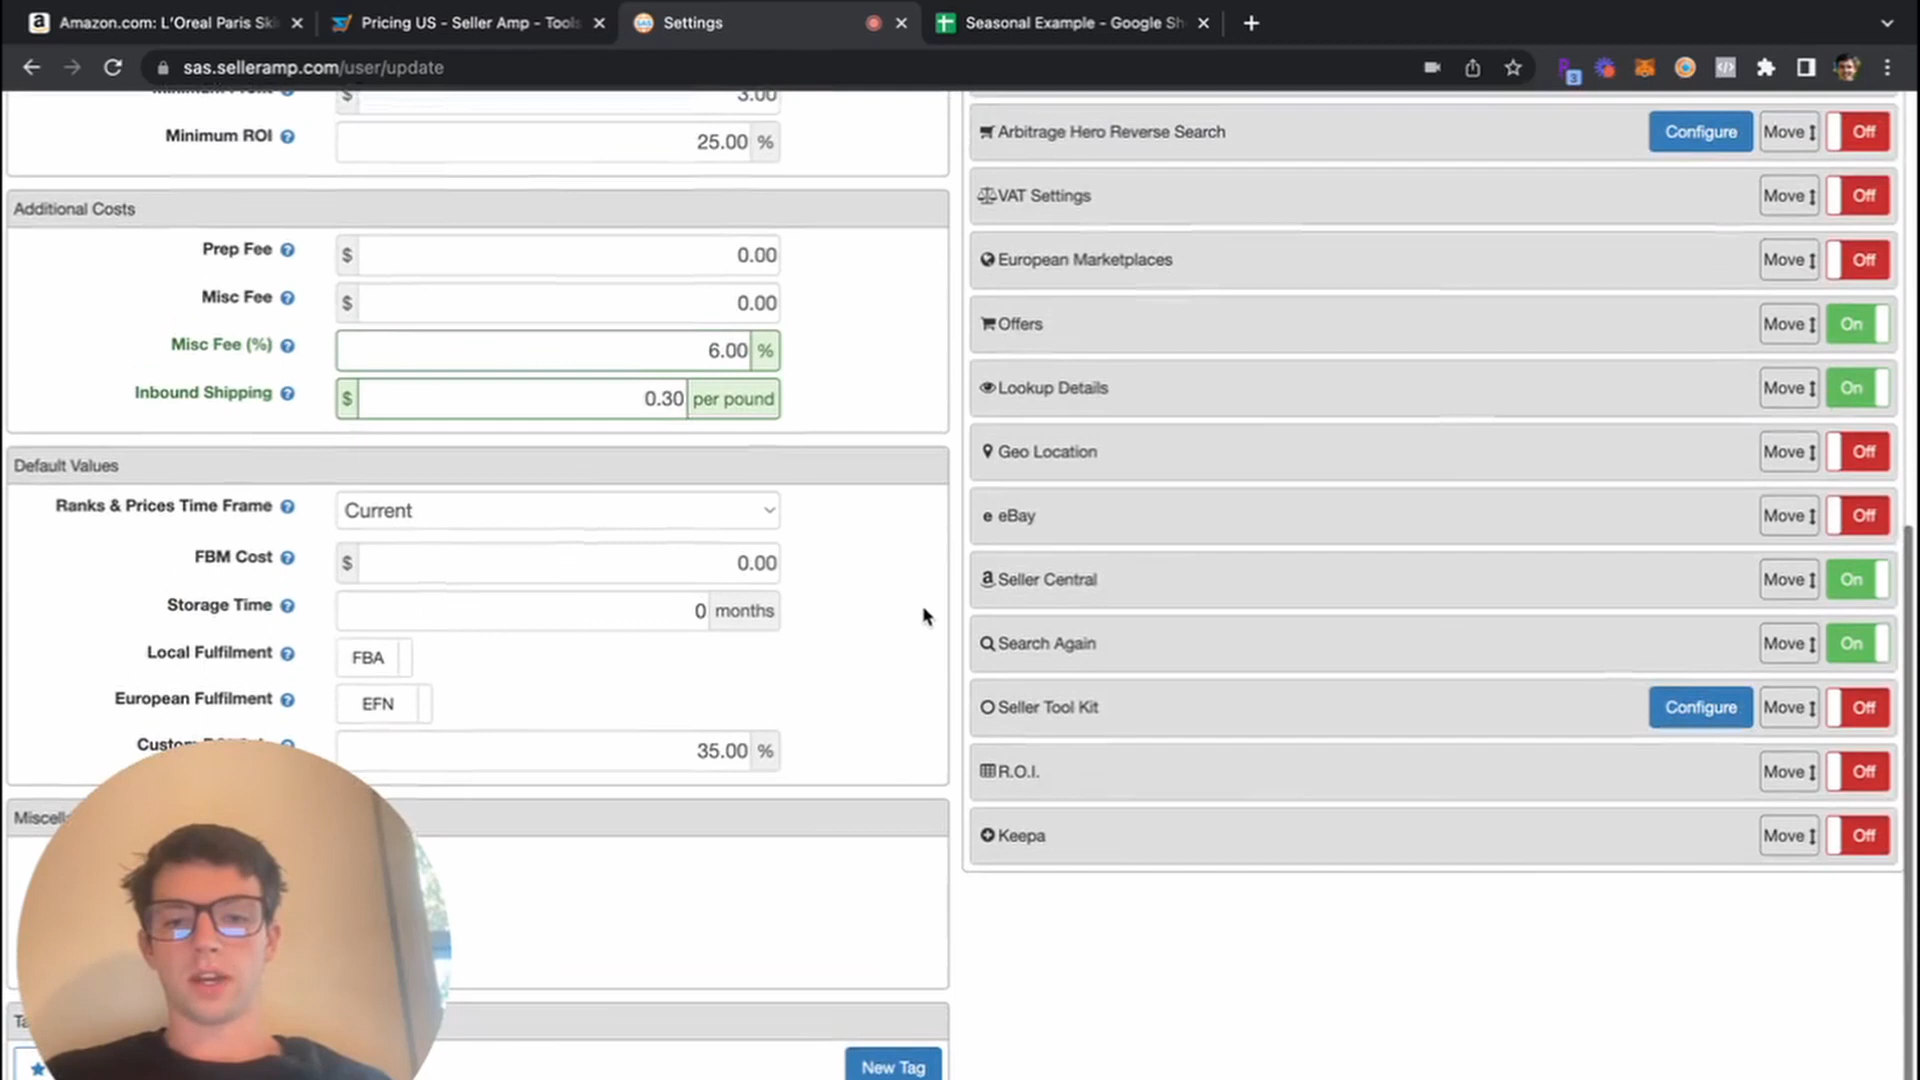 Amazon.com: L'Oreal Paris Ski
Pricing US - Seller Amp - Tools
Settings
Seasonal Example - Google Sh
sas.selleramp.com/user/update
3
$ 3.00
Minimum ROI 25.00 %
Additional Costs
Prep Fee $ 0.00
Misc Fee $ 0.00
Misc Fee (%) 6.00 %
Inbound Shipping $ 0.30 per pound
Default Values
Ranks & Prices Time Frame Current
FBM Cost $ 0.00
Storage Time 0 months
Local Fulfilment FBA
European Fulfilment EFN
Custom 35.00 %
Miscell
New Tag
Arbitrage Hero Reverse Search Configure Move Off
VAT Settings Move Off
European Marketplaces Move Off
Offers Move On
Lookup Details Move On
Geo Location Move Off
eBay Move Off
Seller Central Move On
Search Again Move On
Seller Tool Kit Configure Move Off
R.O.I. Move Off
Keepa Move Off